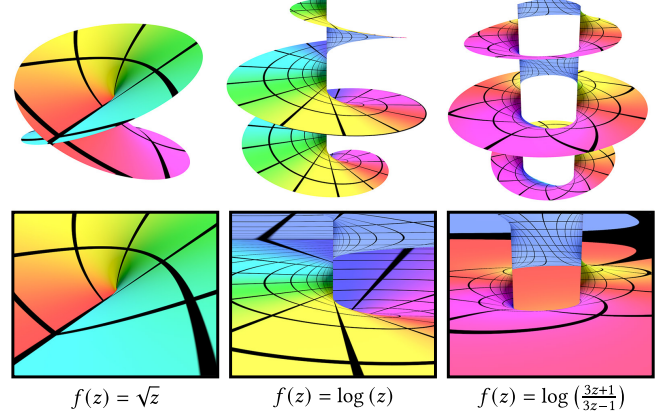 f(z) = √z
f(z) = log (z)
f(z) = log (3z+1/3z−1)